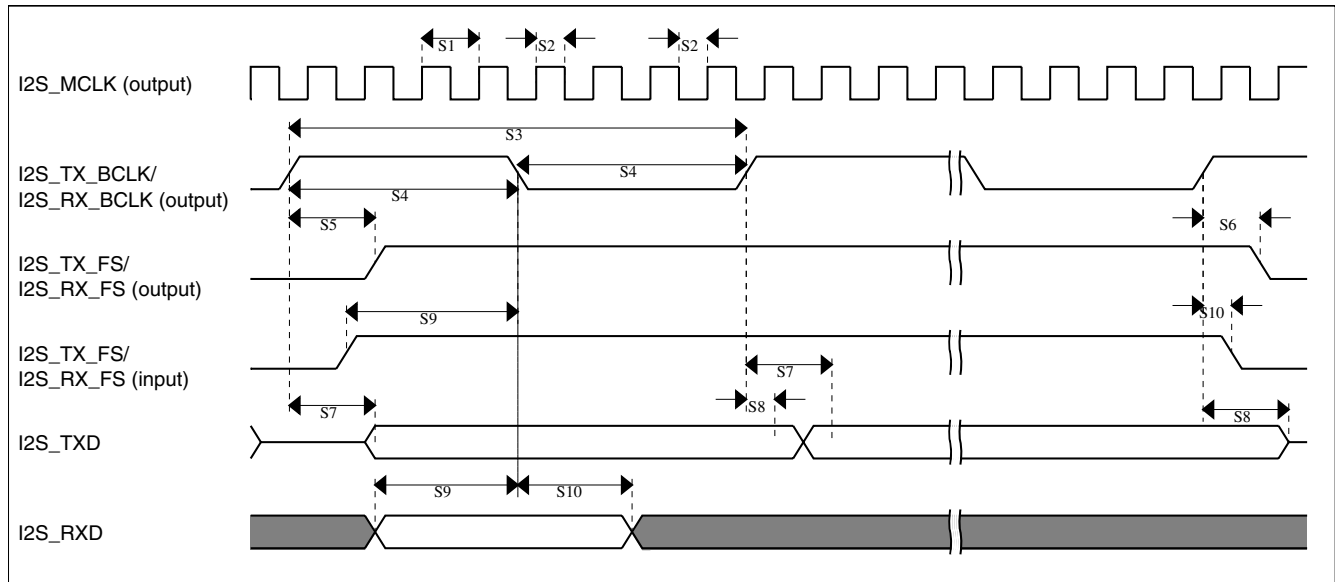 S1 S2 S2
I2S_MCLK (output)
S3
I2S_TX_BCLK/
I2S_RX_BCLK (output)
S4
S4
S5
S6
I2S_TX_FS/
I2S_RX_FS (output)
S9
S10
I2S_TX_FS/
I2S_RX_FS (input)
S7
S7
S8
S8
I2S_TXD
S9
S10
I2S_RXD